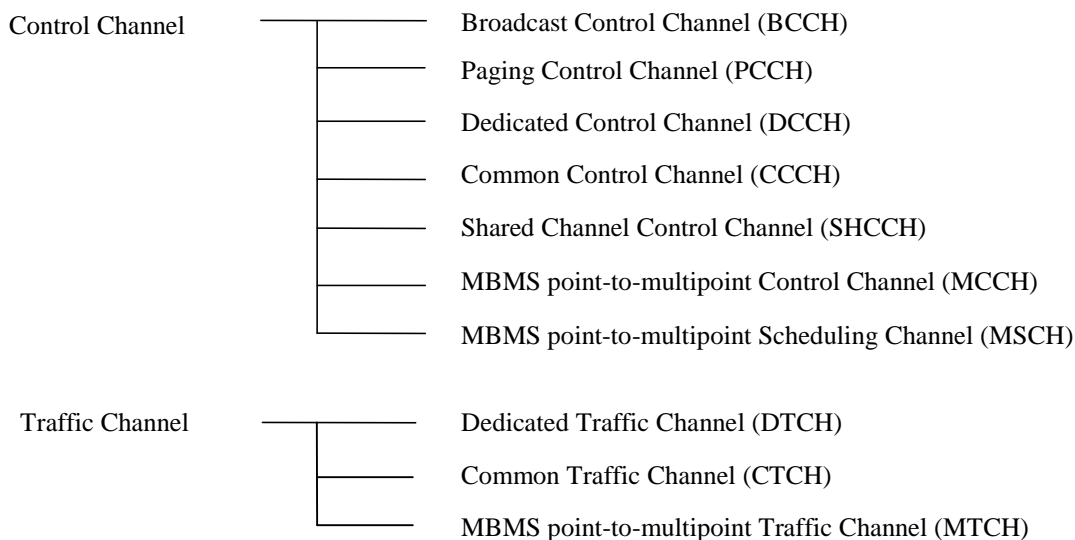 Control Channel
Broadcast Control Channel (BCCH)
Paging Control Channel (PCCH)
Dedicated Control Channel (DCCH)
Common Control Channel (CCCH)
Shared Channel Control Channel (SHCCH)
MBMS point-to-multipoint Control Channel (MCCH)
MBMS point-to-multipoint Scheduling Channel (MSCH)
Traffic Channel
Dedicated Traffic Channel (DTCH)
Common Traffic Channel (CTCH)
MBMS point-to-multipoint Traffic Channel (MTCH)